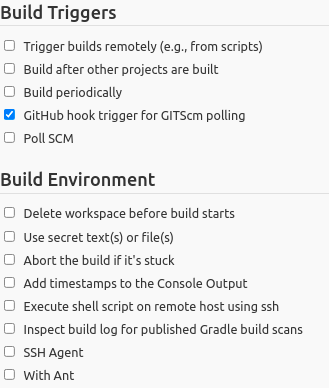 Build Triggers
Trigger builds remotely (e.g., from scripts)
Build after other projects are built
Build periodically
GitHub hook trigger for GITScm polling
Poll SCM
Build Environment
Delete workspace before build starts
Use secret text(s) or file(s)
Abort the build if it's stuck
Add timestamps to the Console Output
Execute shell script on remote host using ssh
Inspect build log for published Gradle build scans
SSH Agent
With Ant